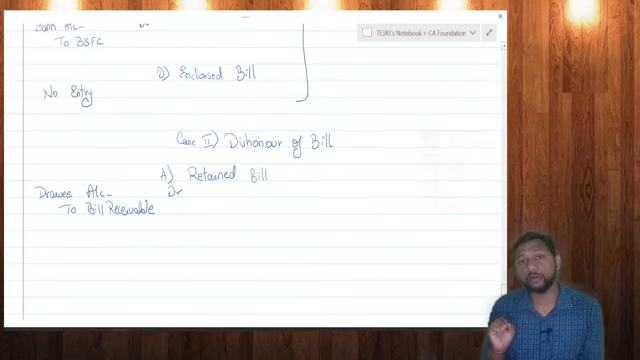 TEJAS's Notebook » CA Foundation
Bank A/c Dr
To BSFC
D) Endorsed Bill
No Entry
Case II) Dishonour of Bill
A) Retained Bill
Drawee A/c Dr
To Bill Receivable